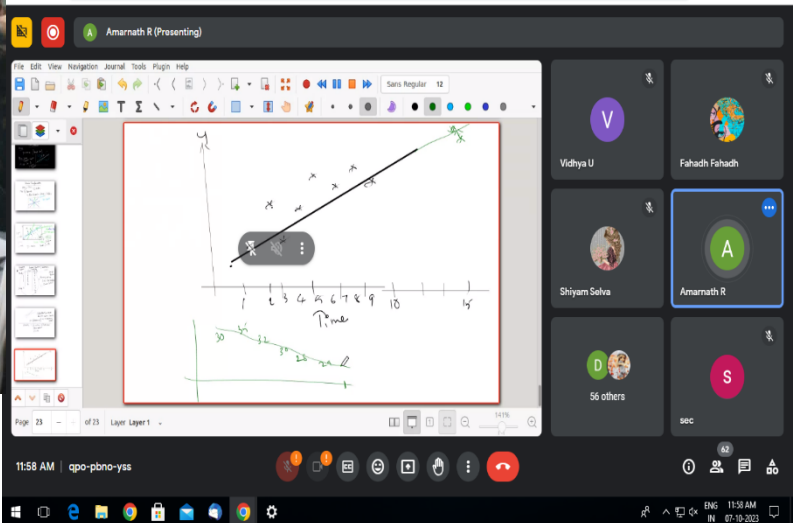 Amarnath R (Presenting)
File Edit View Navigation Journal Tools Plugin Help
Sans Regular 12
y
1 2 3 4 5 6 7 8 9 10 15
Time
30 31 32
Page 23 of 23 Layer Layer 1
141%
V
Vidhya U
Fahadh Fahadh
Shiyam Selva
A
Amarnath R
D
56 others
S
sec
11:58 AM | qpo-pbno-yss
62
ENG 11:58 AM
IN 07-10-2023